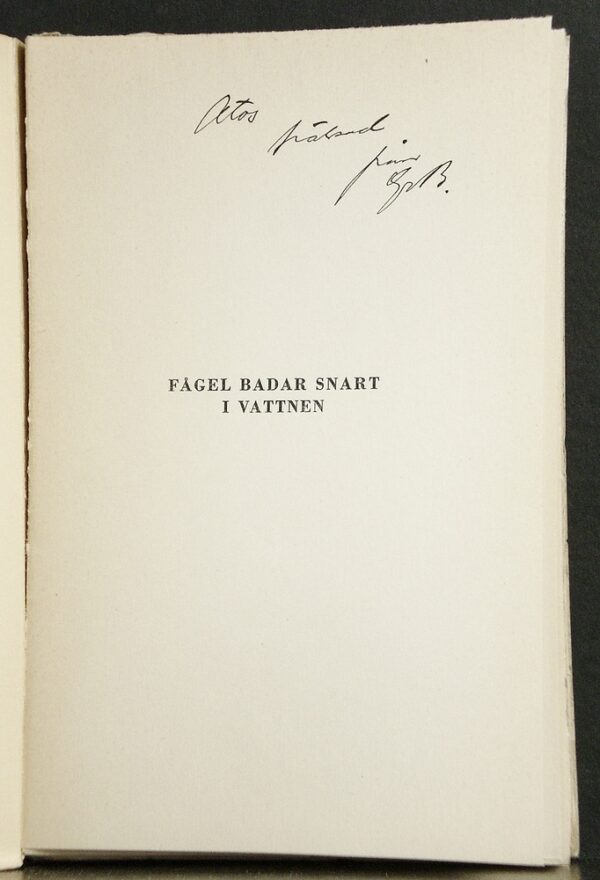 Atos
från
B.
FÅGEL BADAR SNART
I VATTNEN